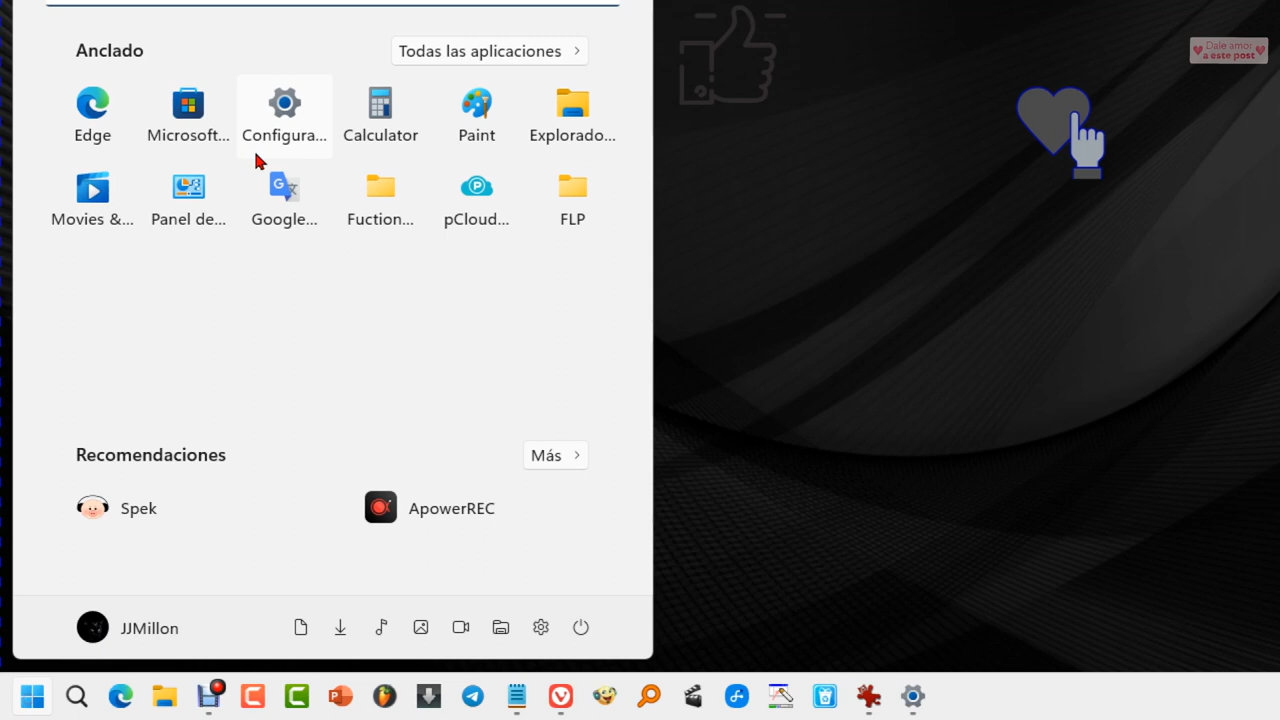 Anclado
Todas las aplicaciones
Edge
Microsoft...
Configura...
Calculator
Paint
Explorado...
Movies &...
Panel de...
Google...
Fuction...
pCloud...
FLP
Recomendaciones
Más
Spek
ApowerREC
JJMillon
Dale amor
a este post